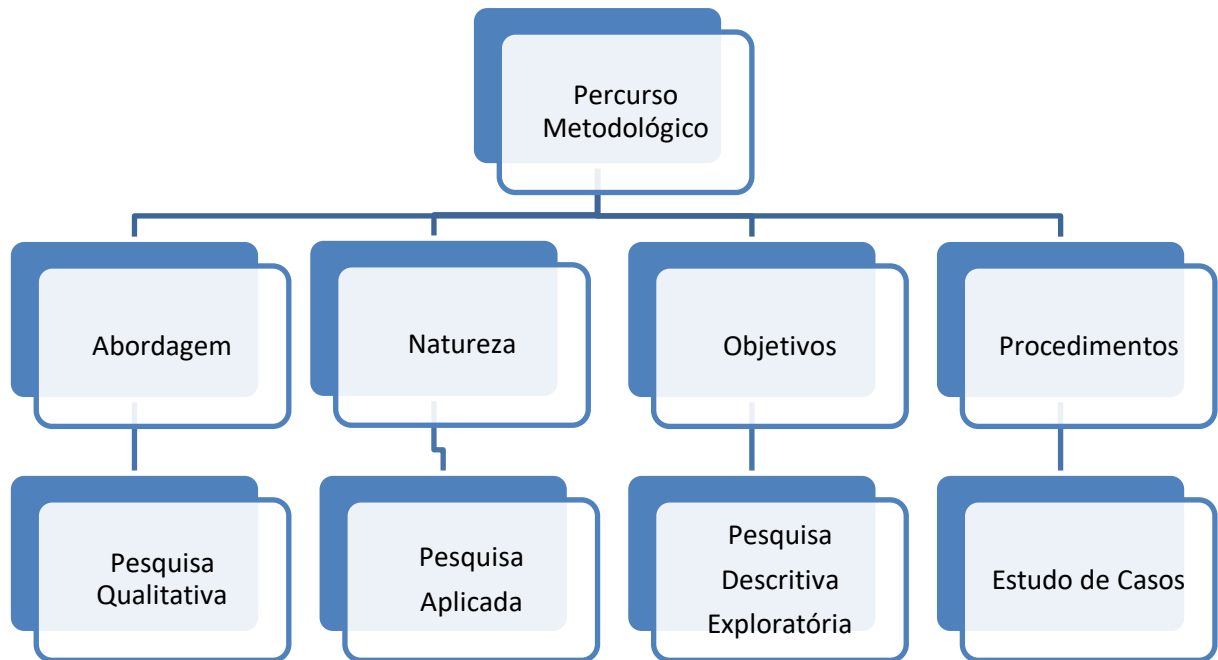 Percurso
Metodológico
Abordagem
Natureza
Objetivos
Procedimentos
Pesquisa
Qualitativa
Pesquisa
Aplicada
Pesquisa
Descritiva
Exploratória
Estudo de Casos